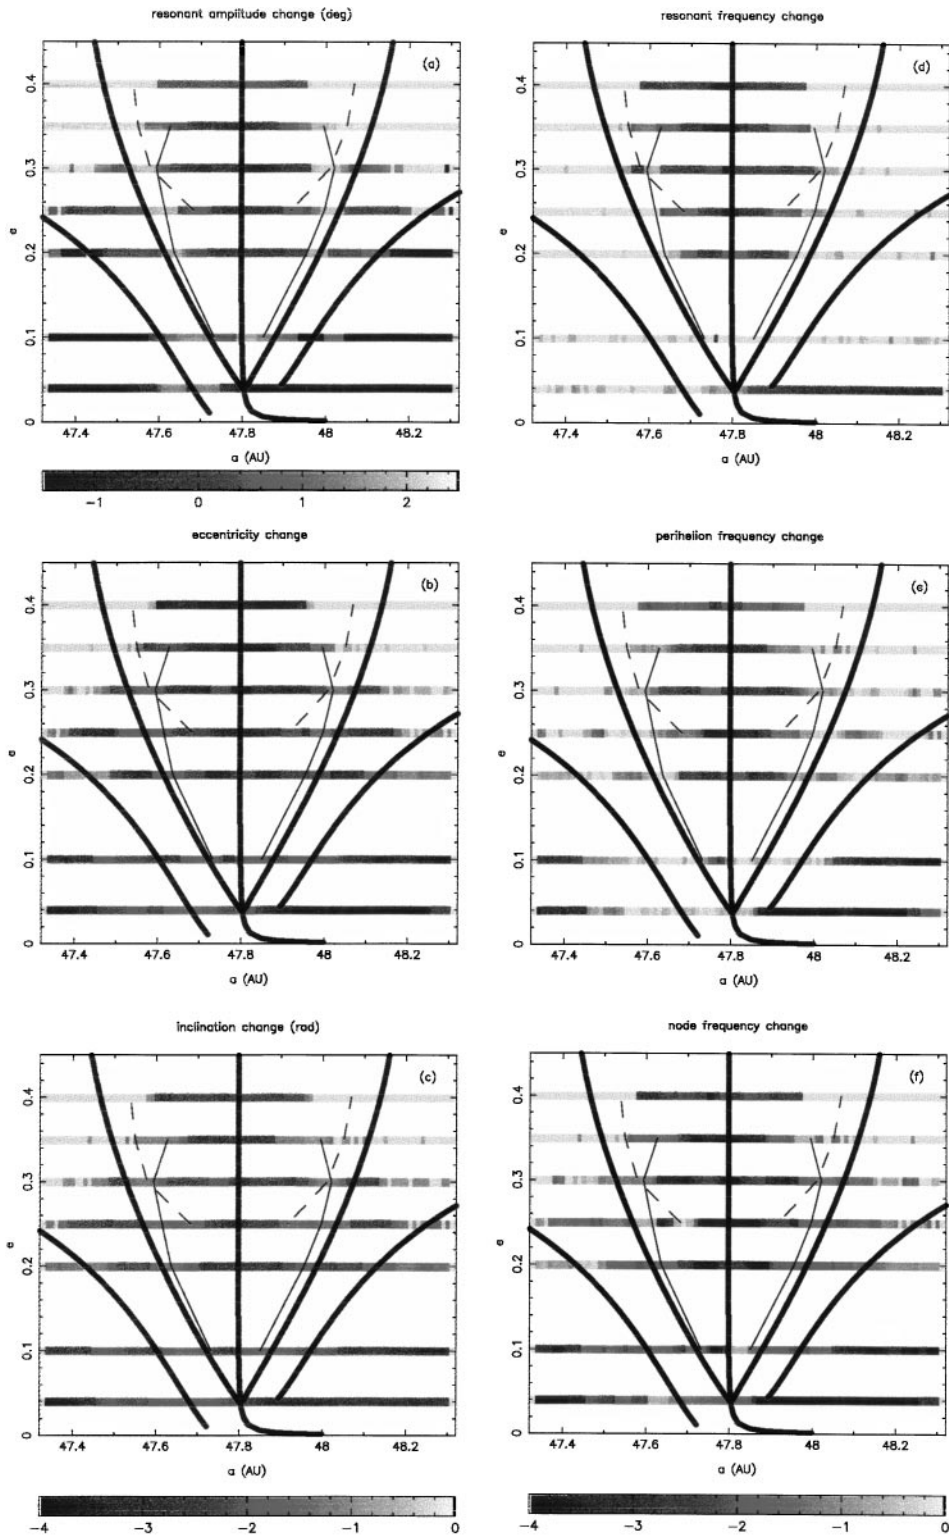 resonant amplitude change (deg)
resonant frequency change
(a)
(d)
0.4
0.3
e
0.2
0.1
0
47.4 47.6 47.8 48 48.2
a (AU)
0.4
0.3
e
0.2
0.1
0
47.4 47.6 47.8 48 48.2
a (AU)
-1 0 1 2
eccentricity change
perihelion frequency change
(b)
(e)
0.4
0.3
e
0.2
0.1
0
47.4 47.6 47.8 48 48.2
a (AU)
0.4
0.3
e
0.2
0.1
0
47.4 47.6 47.8 48 48.2
a (AU)
inclination change (rad)
node frequency change
(c)
(f)
0.4
0.3
e
0.2
0.1
0
47.4 47.6 47.8 48 48.2
a (AU)
0.4
0.3
e
0.2
0.1
0
47.4 47.6 47.8 48 48.2
a (AU)
-4 -3 -2 -1 0
-4 -3 -2 -1 0